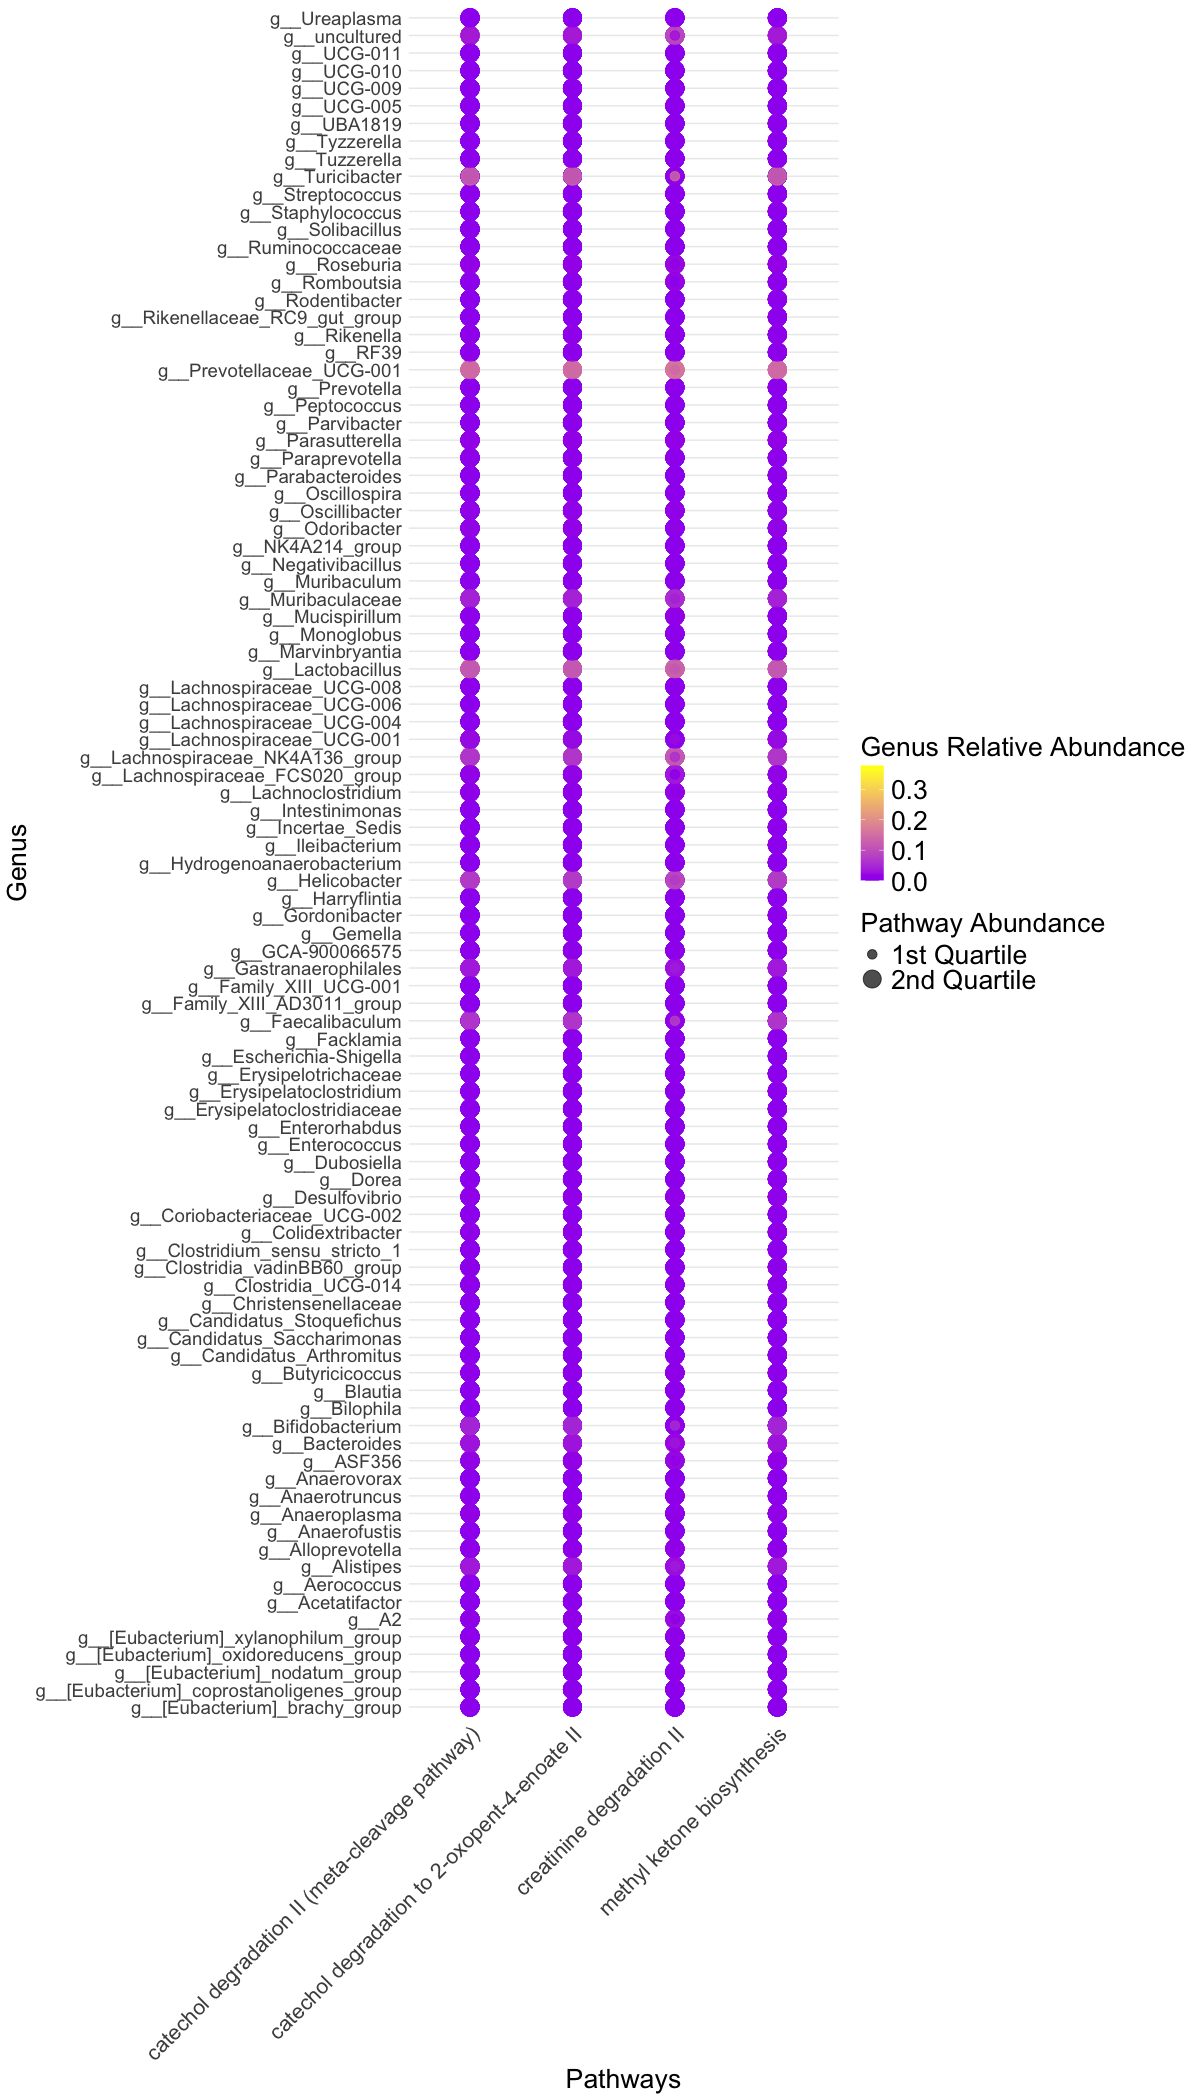 g__Ureaplasma
g__uncultured
g__UCG-011
g__UCG-010
g__UCG-009
g__UCG-005
g__UBA1819
g__Tyzzerella
g__Tuzzerella
g__Turicibacter
g__Streptococcus
g__Staphylococcus
g__Solibacillus
g__Ruminococcaceae
g__Roseburia
g__Romboutsia
g__Rodentibacter
g__Rikenellaceae_RC9_gut_group
g__Rikenella
g__RF39
g__Prevotellaceae_UCG-001
g__Prevotella
g__Peptococcus
g__Parvibacter
g__Parasutterella
g__Paraprevotella
g__Parabacteroides
g__Oscillospira
g__Oscillibacter
g__Odoribacter
g__NK4A214_group
g__Negativibacillus
g__Muribaculum
g__Muribaculaceae
g__Mucispirillum
g__Monoglobus
g__Marvinbryantia
g__Lactobacillus
g__Lachnospiraceae_UCG-008
g__Lachnospiraceae_UCG-006
g__Lachnospiraceae_UCG-004
g__Lachnospiraceae_UCG-001
g__Lachnospiraceae_NK4A136_group
g__Lachnospiraceae_FCS020_group
g__Lachnoclostridium
g__Intestinimonas
g__Incertae_Sedis
g__Ileibacterium
g__Hydrogenoanaerobacterium
g__Helicobacter
g__Harryflintia
g__Gordonibacter
g__Gemella
g__GCA-900066575
g__Gastranaerophilales
g__Family_XIII_UCG-001
g__Family_XIII_AD3011_group
g__Faecalibaculum
g__Facklamia
g__Escherichia-Shigella
g__Erysipelotrichaceae
g__Erysipelatoclostridium
g__Erysipelatoclostridiaceae
g__Enterorhabdus
g__Enterococcus
g__Dubosiella
g__Dorea
g__Desulfovibrio
g__Coriobacteriaceae_UCG-002
g__Colidextribacter
g__Clostridium_sensu_stricto_1
g__Clostridia_vadinBB60_group
g__Clostridia_UCG-014
g__Christensenellaceae
g__Candidatus_Stoquefichus
g__Candidatus_Saccharimonas
g__Candidatus_Arthromitus
g__Butyricicoccus
g__Blautia
g__Bilophila
g__Bifidobacterium
g__Bacteroides
g__ASF356
g__Anaerovorax
g__Anaerotruncus
g__Anaeroplasma
g__Anaerofustis
g__Alloprevotella
g__Alistipes
g__Aerococcus
g__Acetatifactor
g__A2
g__[Eubacterium]_xylanophilum_group
g__[Eubacterium]_oxidoreducens_group
g__[Eubacterium]_nodatum_group
g__[Eubacterium]_coprostanoligenes_group
g__[Eubacterium]_brachy_group
Genus
catechol degradation II (meta-cleavage pathway)
catechol degradation to 2-oxopent-4-enoate II
creatinine degradation II
methyl ketone biosynthesis
Pathways
Genus Relative Abundance
0.3
0.2
0.1
0.0
Pathway Abundance
1st Quartile
2nd Quartile